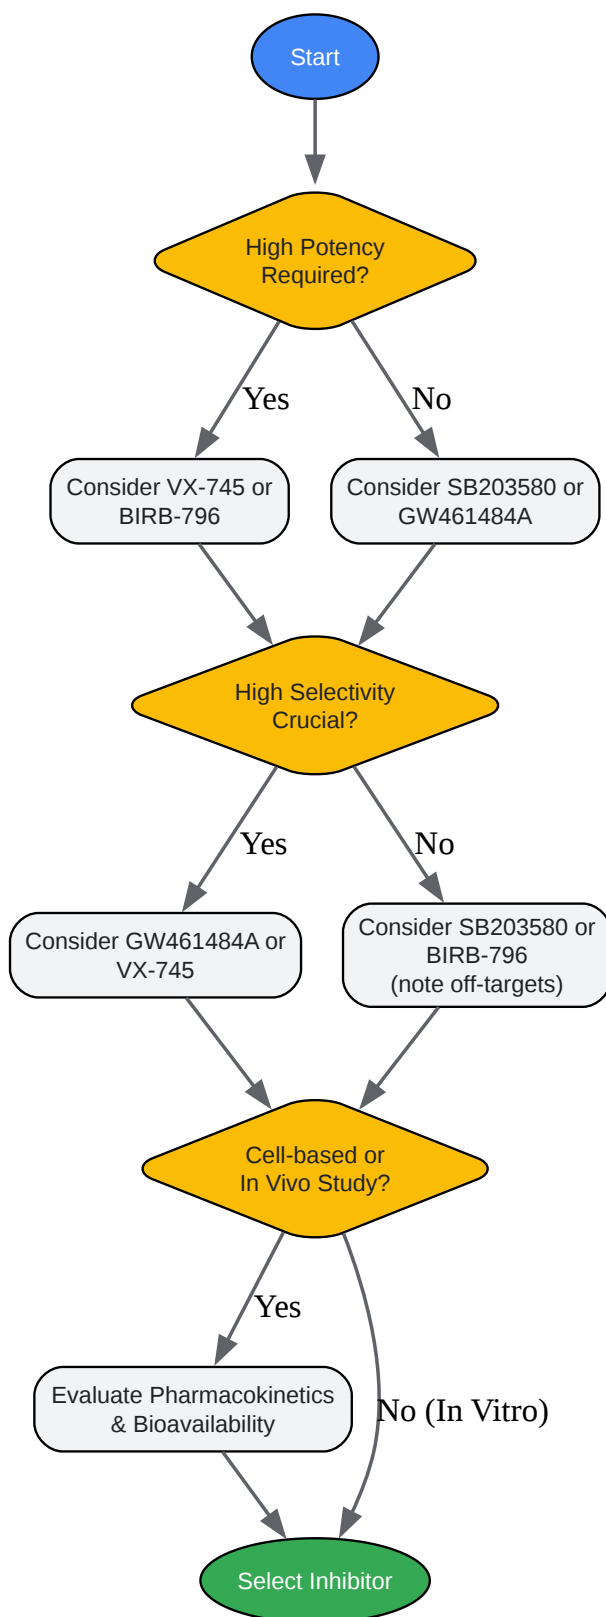 Start
High Potency
Required?
Yes
No
Consider VX-745 or
BIRB-796
Consider SB203580 or
GW461484A
High Selectivity
Crucial?
Yes
No
Consider GW461484A or
VX-745
Consider SB203580 or
BIRB-796
(note off-targets)
Cell-based or
In Vivo Study?
Yes
Evaluate Pharmacokinetics
& Bioavailability
No (In Vitro)
Select Inhibitor